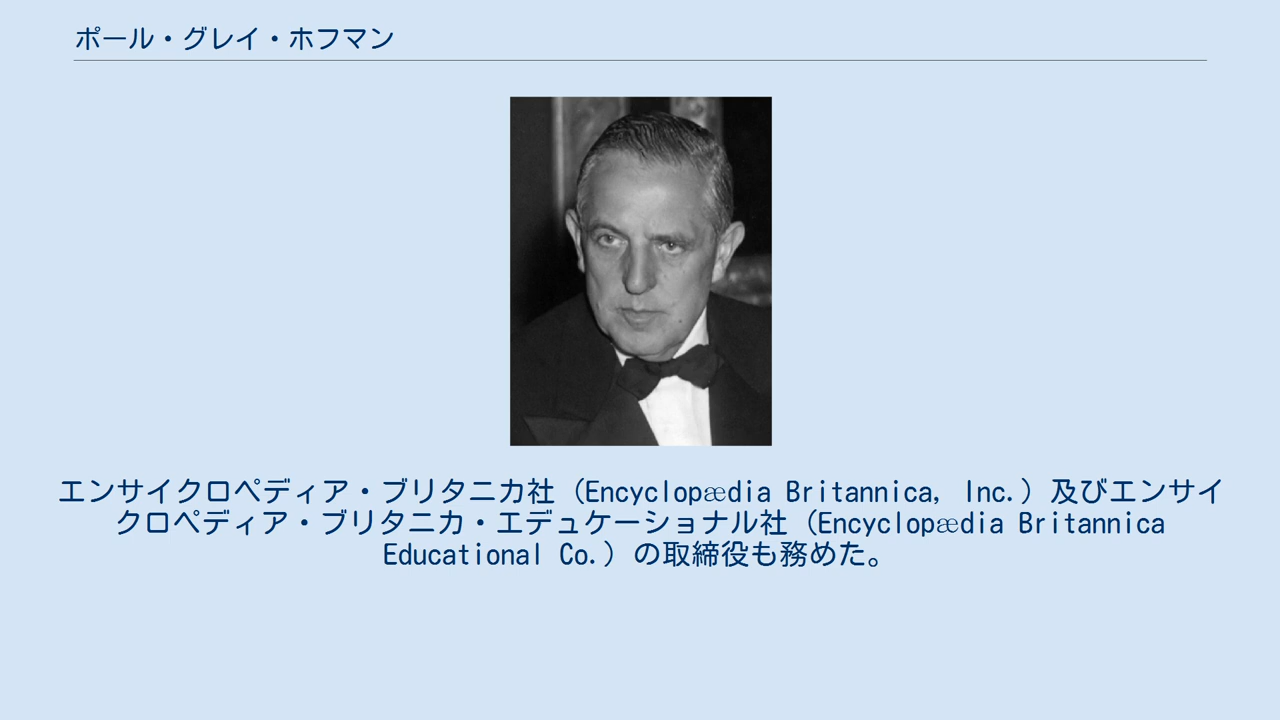 ポール・グレイ・ホフマン
エンサイクロペディア・ブリタニカ社（Encyclopædia Britannica, Inc.）及びエンサイ
クロペディア・ブリタニカ・エデュケーショナル社（Encyclopædia Britannica
Educational Co.）の取締役も務めた。